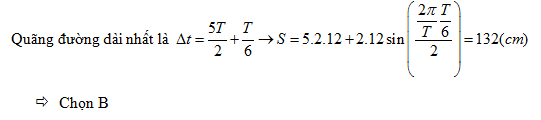 Quãng đường dài nhất là Δt = 5T/2 + T/6 → S = 5.2.12 + 2.12 sin(((2π/T)(T/6))/2) = 132(cm)
⇨ Chọn B